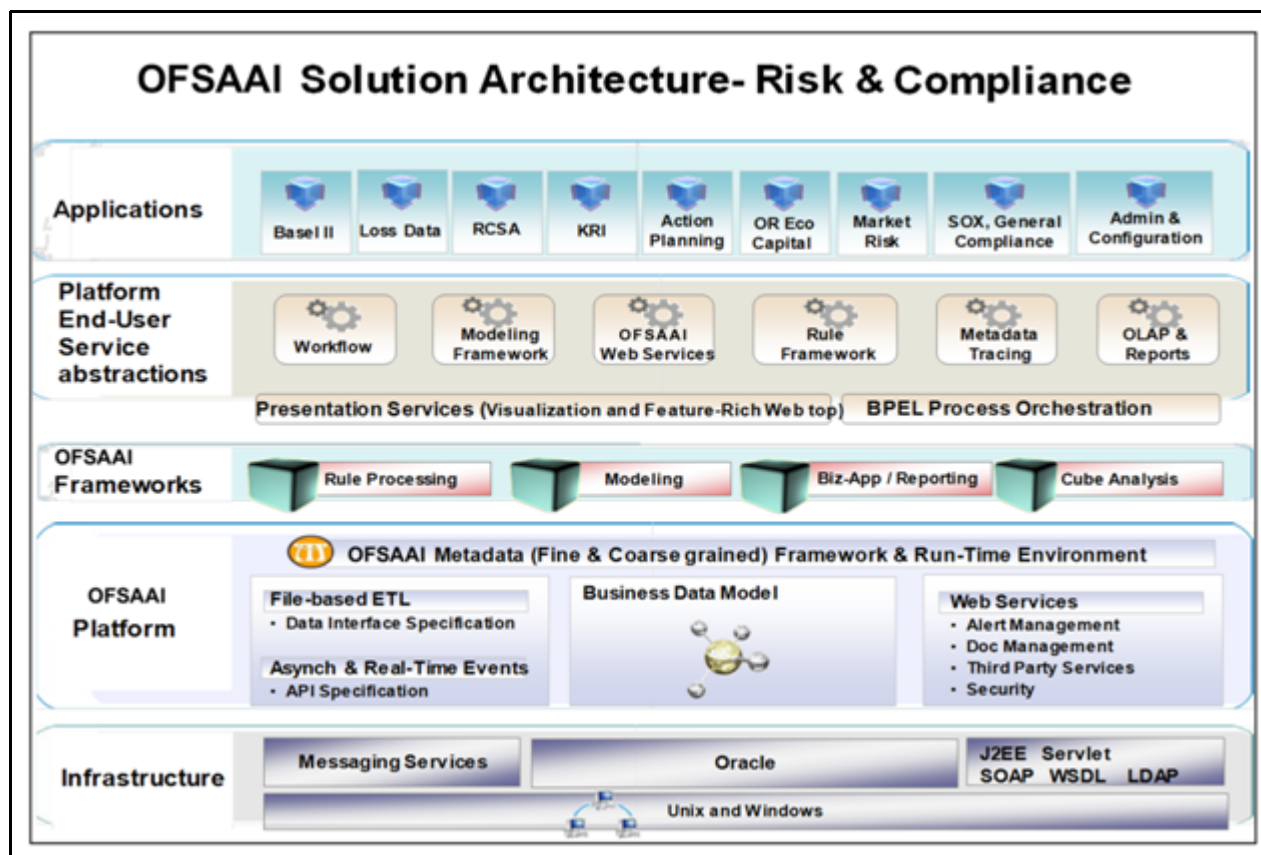 OFSAAI Solution Architecture- Risk & Compliance
Applications
Basel II
Loss Data
RCSA
KRI
Action
Planning
OR Eco
Capital
Market
Risk
SOX, General
Compliance
Admin &
Configuration
Platform
End-User
Service
abstractions
Workflow
Modeling
Framework
OFSAAI
Web Services
Rule
Framework
Metadata
Tracing
OLAP &
Reports
Presentation Services (Visualization and Feature-Rich Web top)
BPEL Process Orchestration
OFSAAI
Frameworks
Rule Processing
Modeling
Biz-App / Reporting
Cube Analysis
OFSAAI
Platform
OFSAAI Metadata (Fine & Coarse grained) Framework & Run-Time Environment
File-based ETL
• Data Interface Specification
Asynch & Real-Time Events
• API Specification
Business Data Model
Web Services
• Alert Management
• Doc Management
• Third Party Services
• Security
Infrastructure
Messaging Services
Oracle
J2EE Servlet
SOAP WSDL LDAP
Unix and Windows